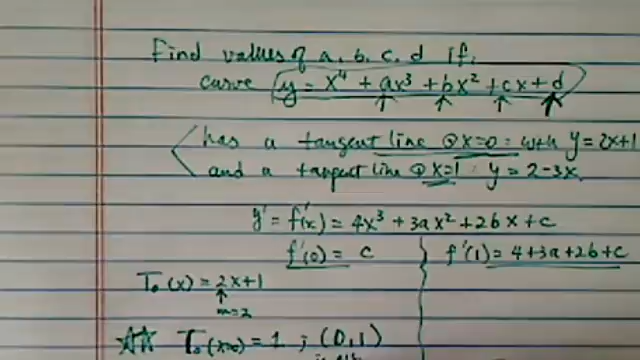 Find values of a, b, c, d if
curve y = x⁴ + ax³ + bx² + cx + d
has a tangent line @ x=0 : with y = 2x+1
and a tangent line @ x=1 : y = 2-3x
y' = f'(x) = 4x³ + 3ax² + 2bx + c
f'(0) = c
f'(1) = 4+3a+2b+c
T₀(x) = 2x+1
m=2
T₀(x=0) = 1 ; (0,1)